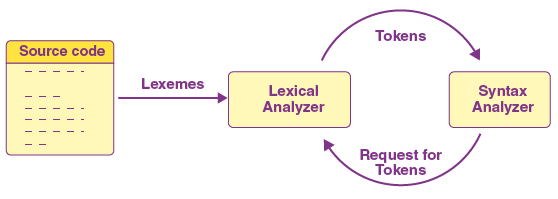 Source code
Lexemes
Lexical
Analyzer
Tokens
Syntax
Analyzer
Request for
Tokens